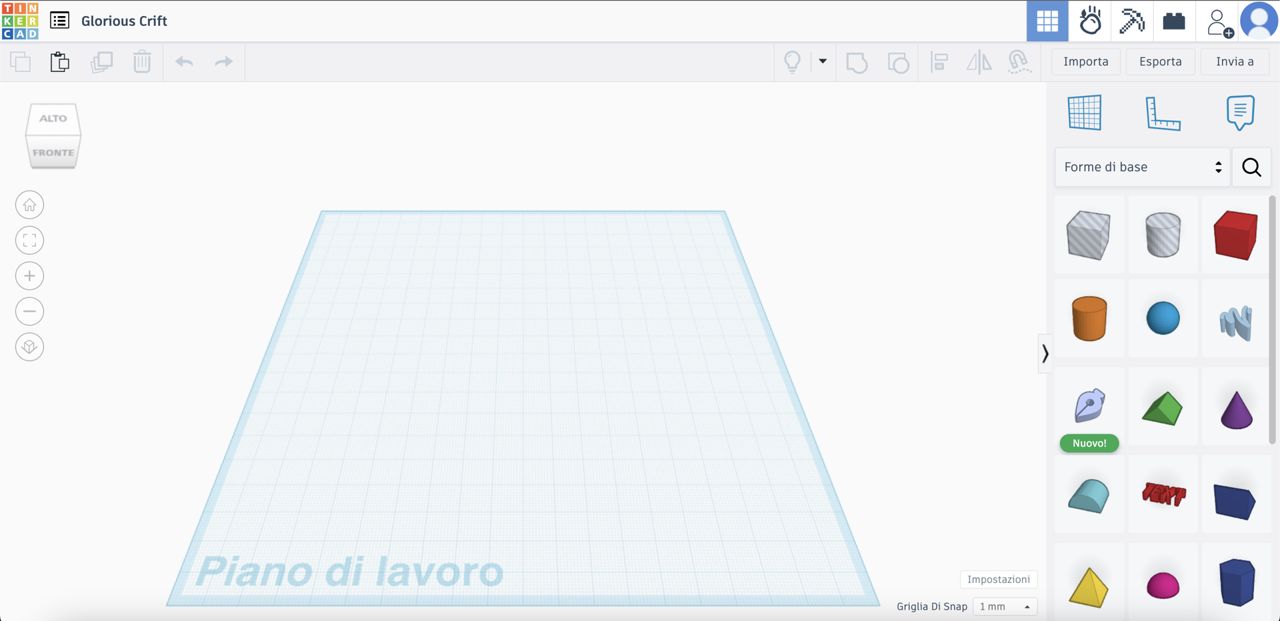 TIN
KER
CAD
Glorious Crift
Importa
Esporta
Invia a
ALTO
FRONTE
Forme di base
Nuovo!
TEXT
Piano di lavoro
Impostazioni
Griglia Di Snap
1 mm